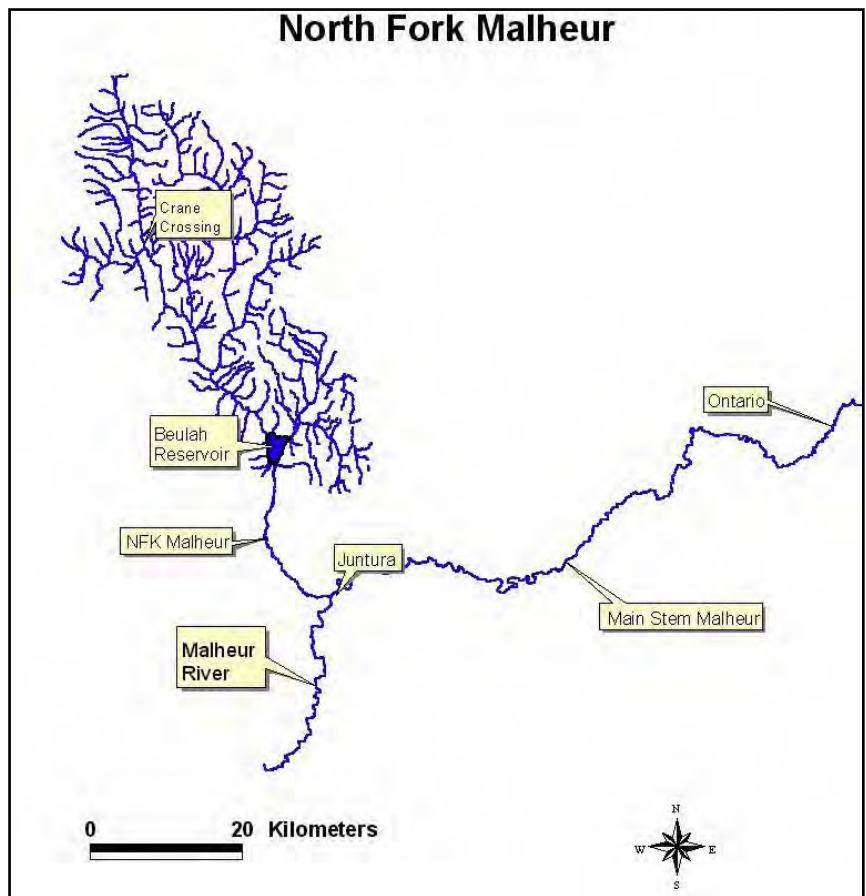 North Fork Malheur
Crane
Crossing
Ontario
Beulah
Reservoir
NFK Malheur
Juntura
Main Stem Malheur
Malheur
River
0 20 Kilometers
N
W E
S